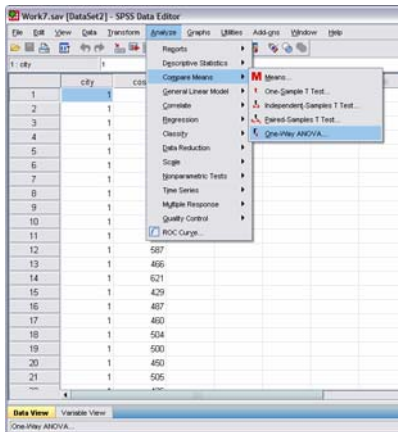 Work7.sav [DataSet2] - SPSS Data Editor
File Edit View Data Transform Analyze Graphs Utilities Add-ons Window Help
1 : city 1
city cos
Reports
Descriptive Statistics
Compare Means
General Linear Model
Correlate
Regression
Classify
Data Reduction
Scale
Nonparametric Tests
Time Series
Multiple Response
Quality Control
ROC Curve...
Means...
One-Sample T Test...
Independent-Samples T Test...
Paired-Samples T Test...
One-Way ANOVA...
1 1
2 1
3 1
4 1
5 1
6 1
7 1
8 1
9 1
10 1
11 1
12 1 587
13 1 466
14 1 621
15 1 429
16 1 487
17 1 460
18 1 504
19 1 500
20 1 450
21 1 505
Data View Variable View
One-Way ANOVA...